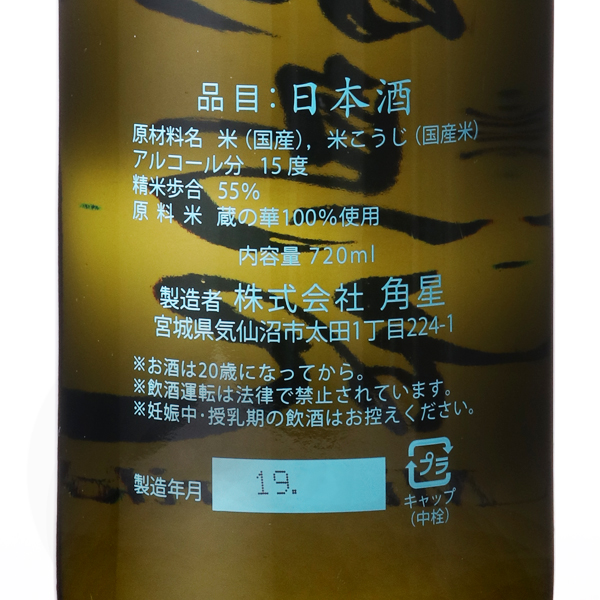 品目：日本酒
原材料名 米（国産），米こうじ（国産米）
アルコール分 15度
精米歩合 55%
原料米 蔵の華100%使用
内容量 720ml
製造者 株式会社 角星
宮城県気仙沼市太田1丁目224-1
※お酒は20歳になってから。
※飲酒運転は法律で禁止されています。
※妊娠中･授乳期の飲酒はお控えください。
製造年月 19.
プラ
キャップ
（中栓）